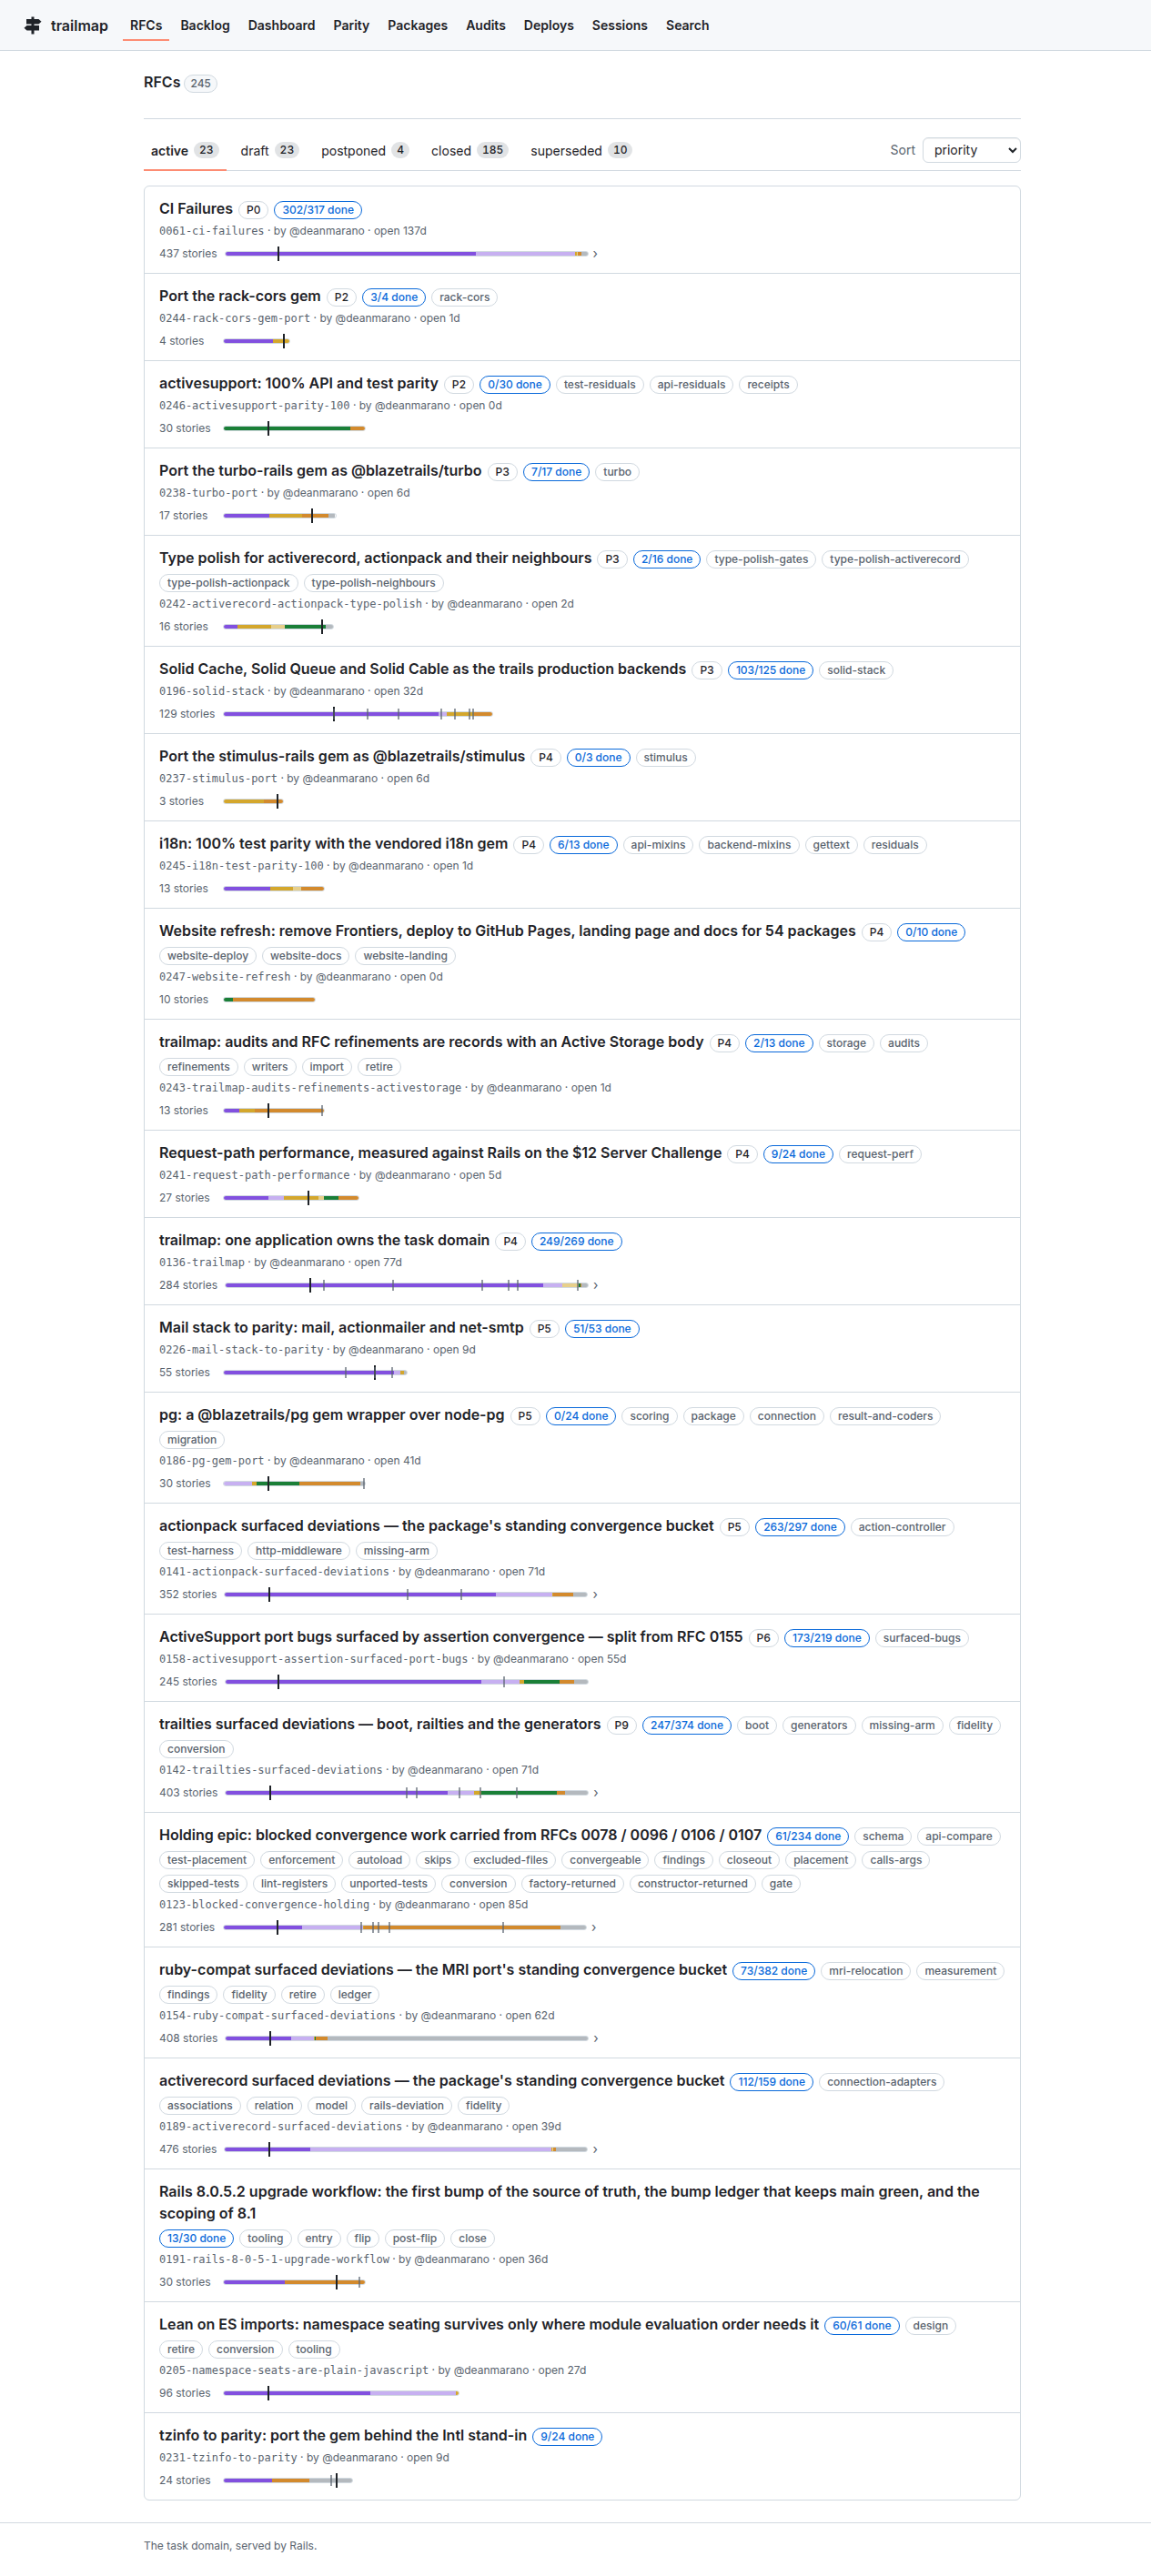 trailmap RFCs Backlog Dashboard Parity Packages Audits Deploys Sessions Search
RFCs 245
active 23 draft 23 postponed 4 closed 185 superseded 10 Sort priority
CI Failures P0 302/317 done
0061-ci-failures · by @deanmarano · open 137d
437 stories ›
Port the rack-cors gem P2 3/4 done rack-cors
0244-rack-cors-gem-port · by @deanmarano · open 1d
4 stories
activesupport: 100% API and test parity P2 0/30 done test-residuals api-residuals receipts
0246-activesupport-parity-100 · by @deanmarano · open 0d
30 stories
Port the turbo-rails gem as @blazetrails/turbo P3 7/17 done turbo
0238-turbo-port · by @deanmarano · open 6d
17 stories
Type polish for activerecord, actionpack and their neighbours P3 2/16 done type-polish-gates type-polish-activerecord
type-polish-actionpack type-polish-neighbours
0242-activerecord-actionpack-type-polish · by @deanmarano · open 2d
16 stories
Solid Cache, Solid Queue and Solid Cable as the trails production backends P3 103/125 done solid-stack
0196-solid-stack · by @deanmarano · open 32d
129 stories
Port the stimulus-rails gem as @blazetrails/stimulus P4 0/3 done stimulus
0237-stimulus-port · by @deanmarano · open 6d
3 stories
i18n: 100% test parity with the vendored i18n gem P4 6/13 done api-mixins backend-mixins gettext residuals
0245-i18n-test-parity-100 · by @deanmarano · open 1d
13 stories
Website refresh: remove Frontiers, deploy to GitHub Pages, landing page and docs for 54 packages P4 0/10 done
website-deploy website-docs website-landing
0247-website-refresh · by @deanmarano · open 0d
10 stories
trailmap: audits and RFC refinements are records with an Active Storage body P4 2/13 done storage audits
refinements writers import retire
0243-trailmap-audits-refinements-activestorage · by @deanmarano · open 1d
13 stories
Request-path performance, measured against Rails on the $12 Server Challenge P4 9/24 done request-perf
0241-request-path-performance · by @deanmarano · open 5d
27 stories
trailmap: one application owns the task domain P4 249/269 done
0136-trailmap · by @deanmarano · open 77d
284 stories ›
Mail stack to parity: mail, actionmailer and net-smtp P5 51/53 done
0226-mail-stack-to-parity · by @deanmarano · open 9d
55 stories
pg: a @blazetrails/pg gem wrapper over node-pg P5 0/24 done scoring package connection result-and-coders
migration
0186-pg-gem-port · by @deanmarano · open 41d
30 stories
actionpack surfaced deviations — the package's standing convergence bucket P5 263/297 done action-controller
test-harness http-middleware missing-arm
0141-actionpack-surfaced-deviations · by @deanmarano · open 71d
352 stories ›
ActiveSupport port bugs surfaced by assertion convergence — split from RFC 0155 P6 173/219 done surfaced-bugs
0158-activesupport-assertion-surfaced-port-bugs · by @deanmarano · open 55d
245 stories
trailties surfaced deviations — boot, railties and the generators P9 247/374 done boot generators missing-arm fidelity
conversion
0142-trailties-surfaced-deviations · by @deanmarano · open 71d
403 stories ›
Holding epic: blocked convergence work carried from RFCs 0078 / 0096 / 0106 / 0107 61/234 done schema api-compare
test-placement enforcement autoload skips excluded-files convergeable findings closeout placement calls-args
skipped-tests lint-registers unported-tests conversion factory-returned constructor-returned gate
0123-blocked-convergence-holding · by @deanmarano · open 85d
281 stories ›
ruby-compat surfaced deviations — the MRI port's standing convergence bucket 73/382 done mri-relocation measurement
findings fidelity retire ledger
0154-ruby-compat-surfaced-deviations · by @deanmarano · open 62d
408 stories ›
activerecord surfaced deviations — the package's standing convergence bucket 112/159 done connection-adapters
associations relation model rails-deviation fidelity
0189-activerecord-surfaced-deviations · by @deanmarano · open 39d
476 stories ›
Rails 8.0.5.2 upgrade workflow: the first bump of the source of truth, the bump ledger that keeps main green, and the
scoping of 8.1
13/30 done tooling entry flip post-flip close
0191-rails-8-0-5-1-upgrade-workflow · by @deanmarano · open 36d
30 stories
Lean on ES imports: namespace seating survives only where module evaluation order needs it 60/61 done design
retire conversion tooling
0205-namespace-seats-are-plain-javascript · by @deanmarano · open 27d
96 stories
tzinfo to parity: port the gem behind the Intl stand-in 9/24 done
0231-tzinfo-to-parity · by @deanmarano · open 9d
24 stories
The task domain, served by Rails.